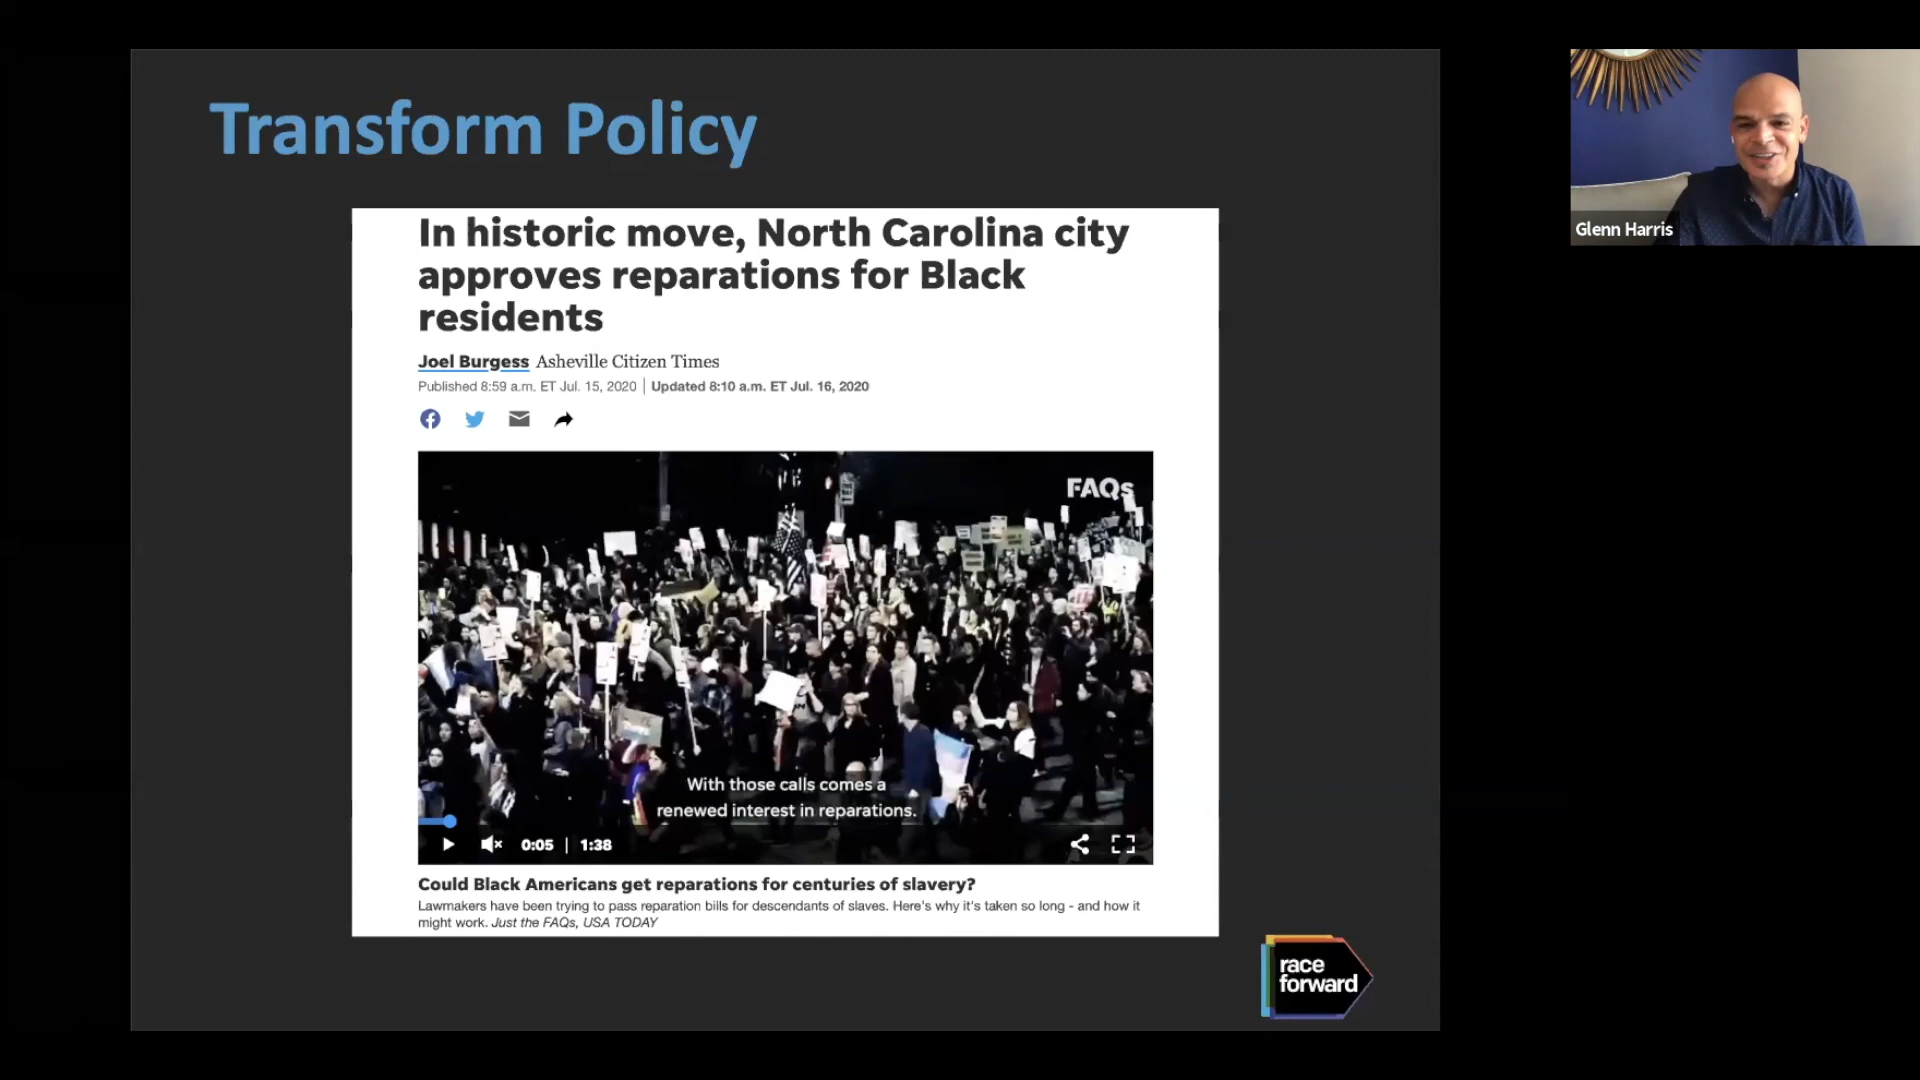 Transform Policy
In historic move, North Carolina city
approves reparations for Black
residents
Joel Burgess Asheville Citizen Times
Published 8:59 a.m. ET Jul. 15, 2020 | Updated 8:10 a.m. ET Jul. 16, 2020
FAQs
With those calls comes a
renewed interest in reparations.
0:05 | 1:38
Could Black Americans get reparations for centuries of slavery?
Lawmakers have been trying to pass reparation bills for descendants of slaves. Here's why it's taken so long - and how it
might work. Just the FAQs, USA TODAY
race
forward
Glenn Harris